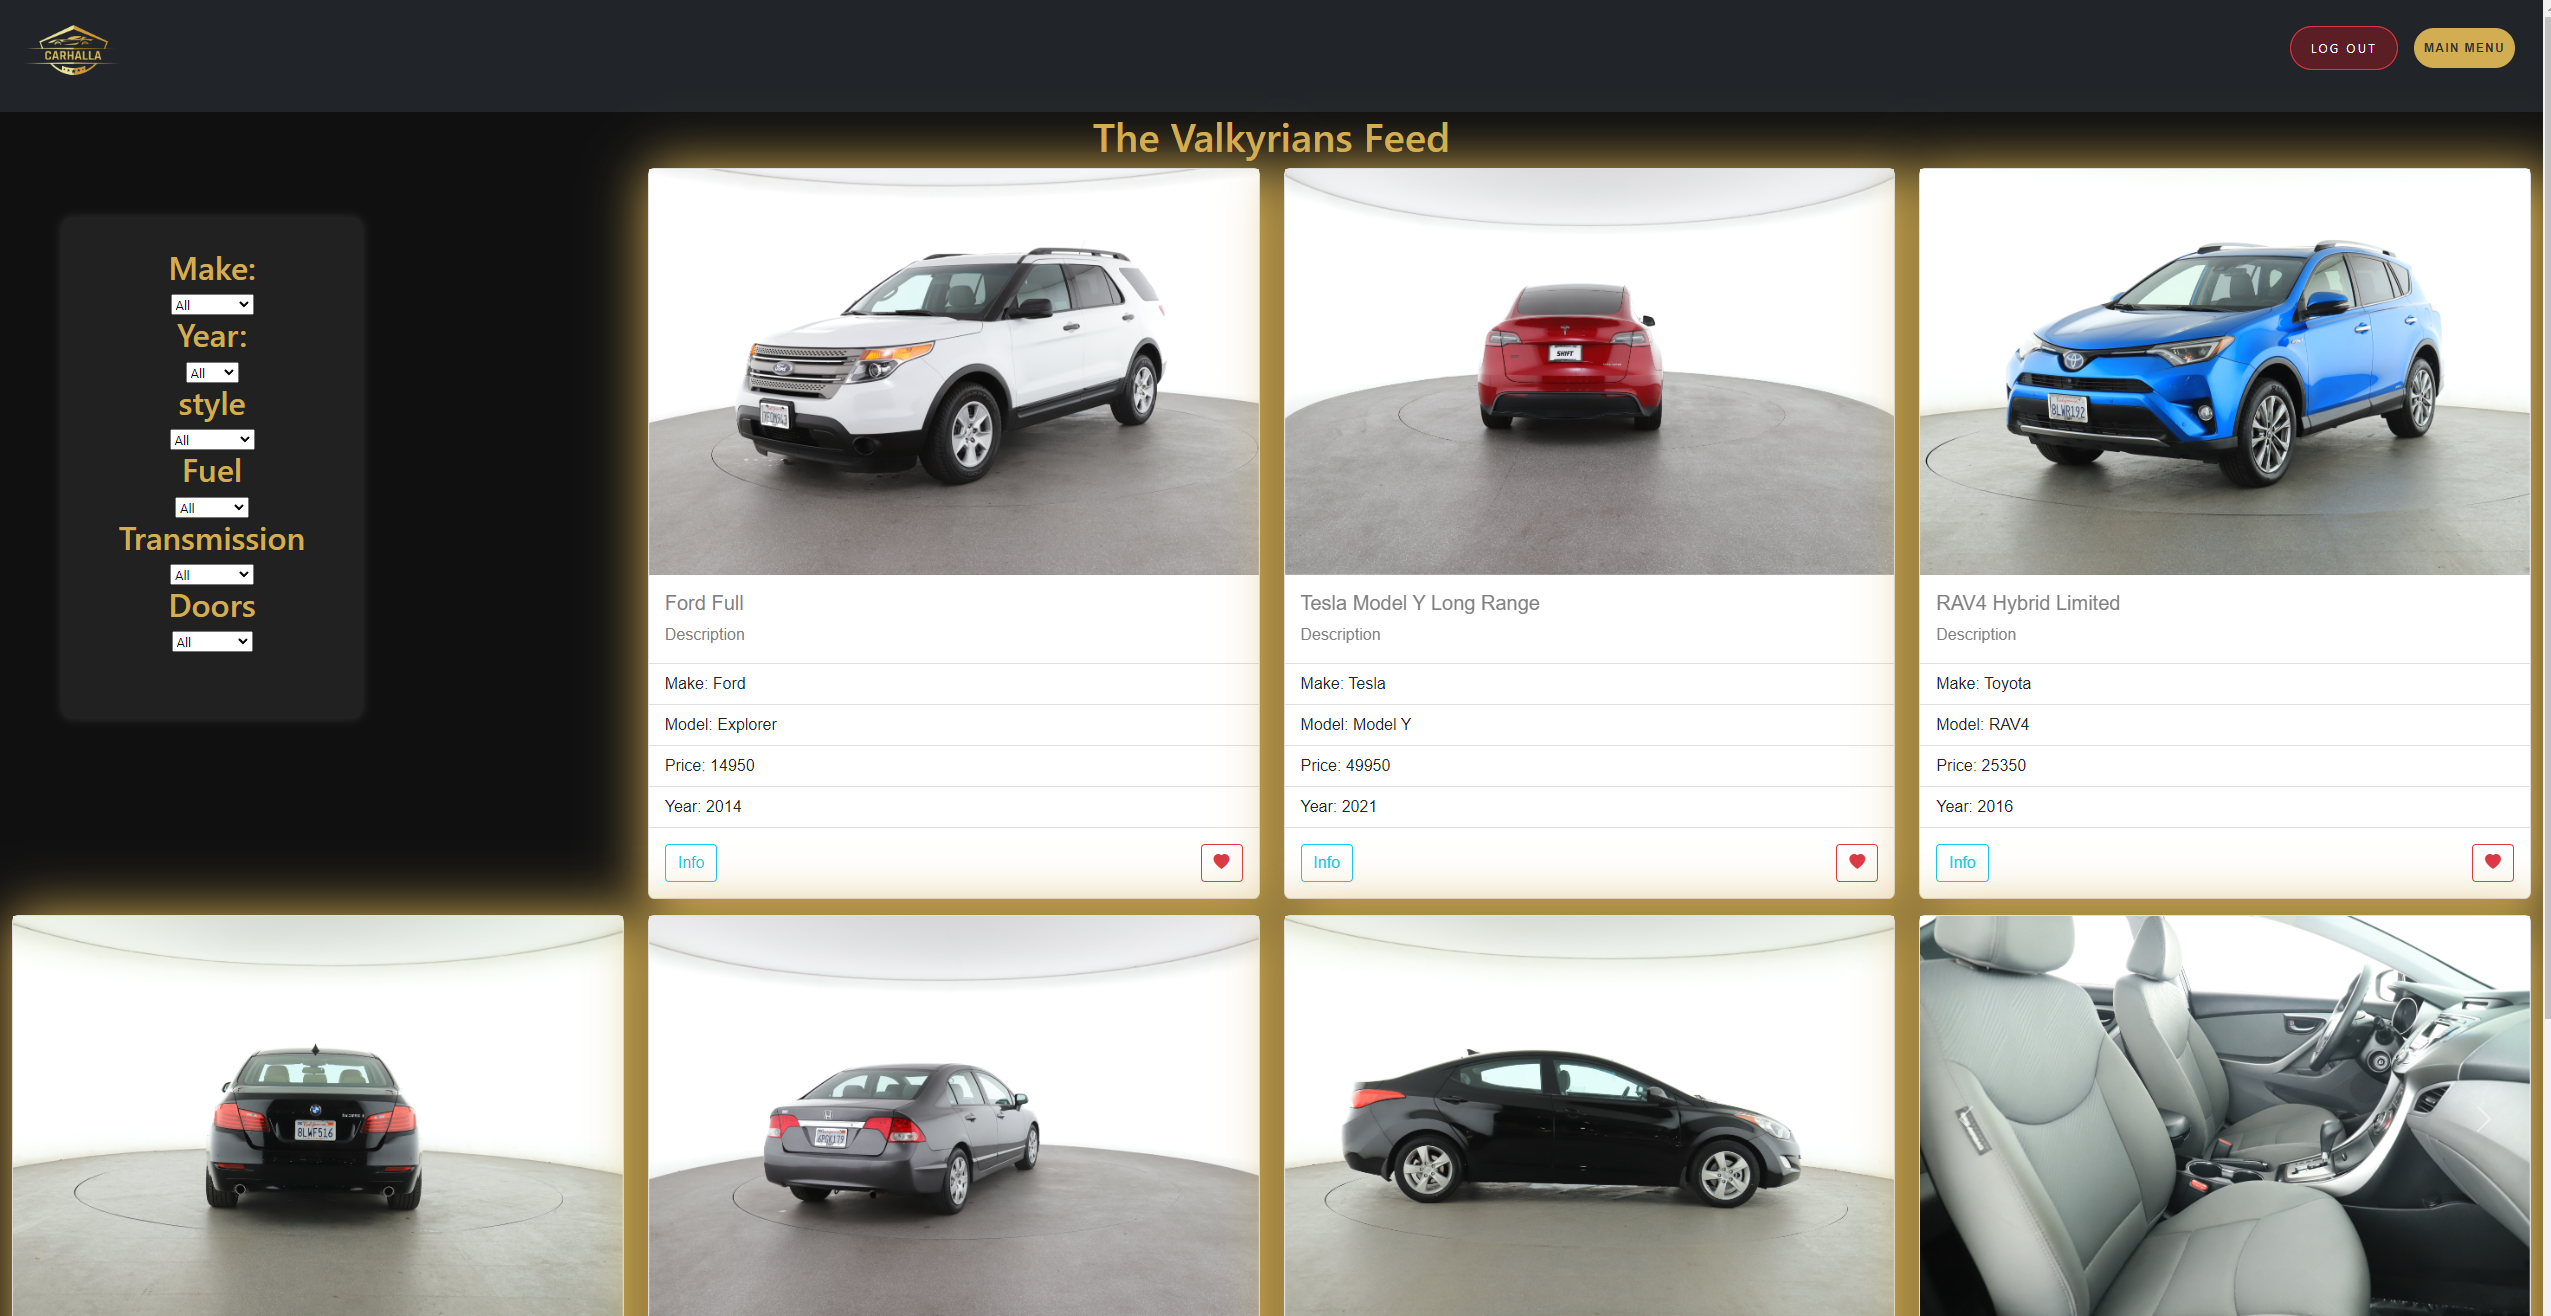 CARHALLA
LOG OUT
MAIN MENU
The Valkyrians Feed
Make:
All
Year:
All
style
All
Fuel
All
Transmission
All
Doors
All
SHIFT
8LWR192
Ford Full
Description
Make: Ford
Model: Explorer
Price: 14950
Year: 2014
Info
Tesla Model Y Long Range
Description
Make: Tesla
Model: Model Y
Price: 49950
Year: 2021
Info
RAV4 Hybrid Limited
Description
Make: Toyota
Model: RAV4
Price: 25350
Year: 2016
Info
8LWF516